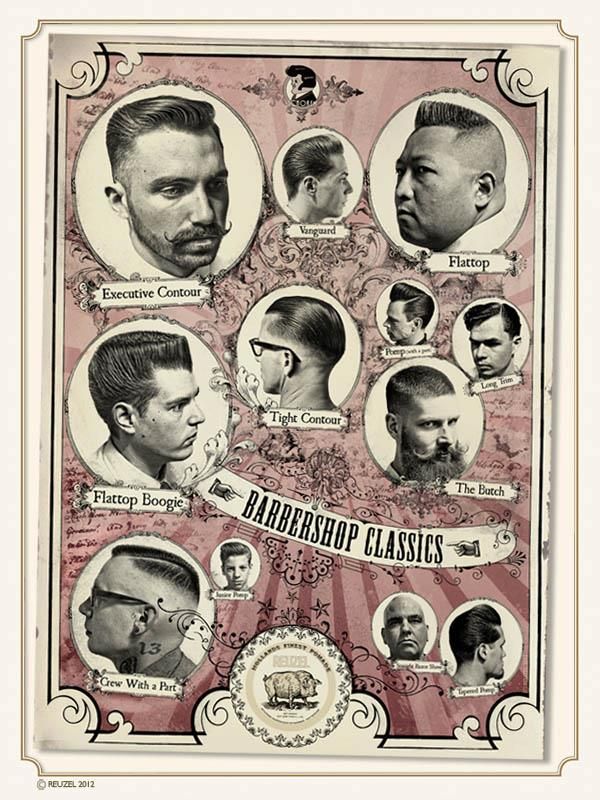 Vanguard
Flattop
Executive Contour
Pomp (with a part)
Long Trim
Tight Contour
The Butch
Flattop Boogie
BARBERSHOP CLASSICS
Junior Pomp
13
Crew With a Part
HOLLANDS FINEST POMADE
REUZEL
Straight Razor Shave
Tapered Pomp
© REUZEL 2012